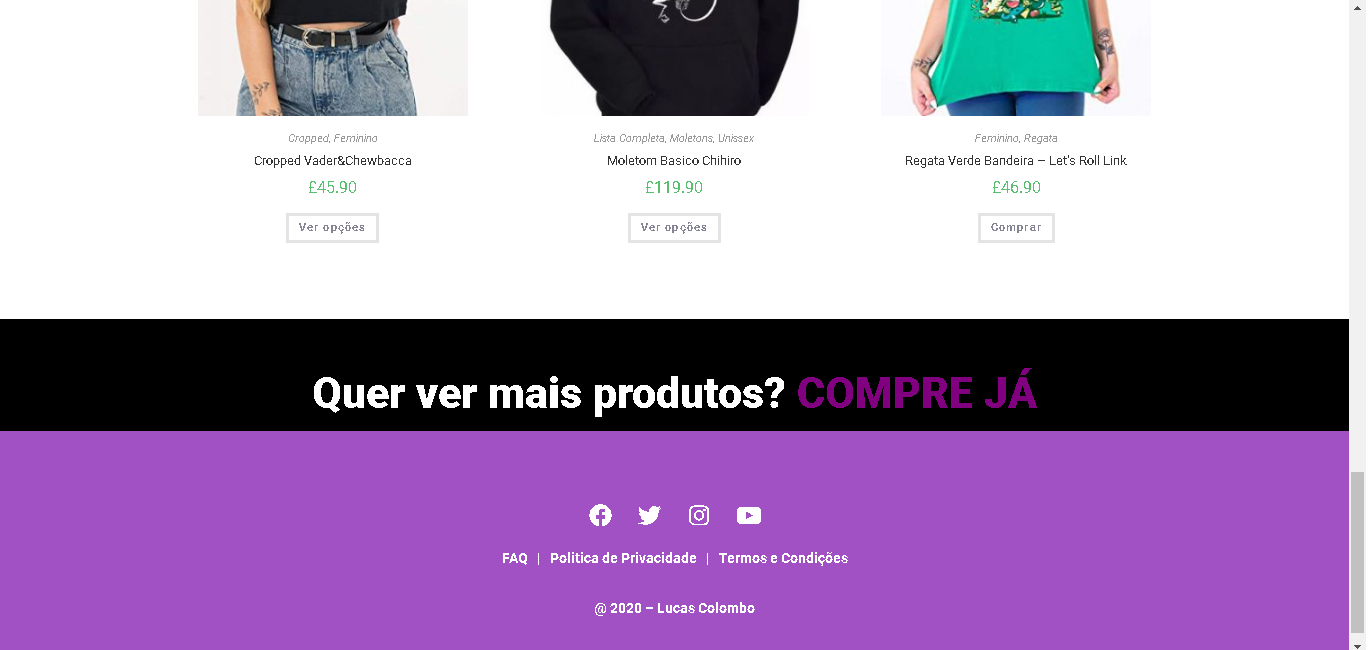 Cropped, Feminino
Cropped Vader&Chewbacca
£45.90
Ver opções
Lista Completa, Moletons, Unissex
Moletom Basico Chihiro
£119.90
Ver opções
Feminino, Regata
Regata Verde Bandeira – Let's Roll Link
£46.90
Comprar
Quer ver mais produtos? COMPRE JÁ
FAQ | Politica de Privacidade | Termos e Condições
@ 2020 – Lucas Colombo